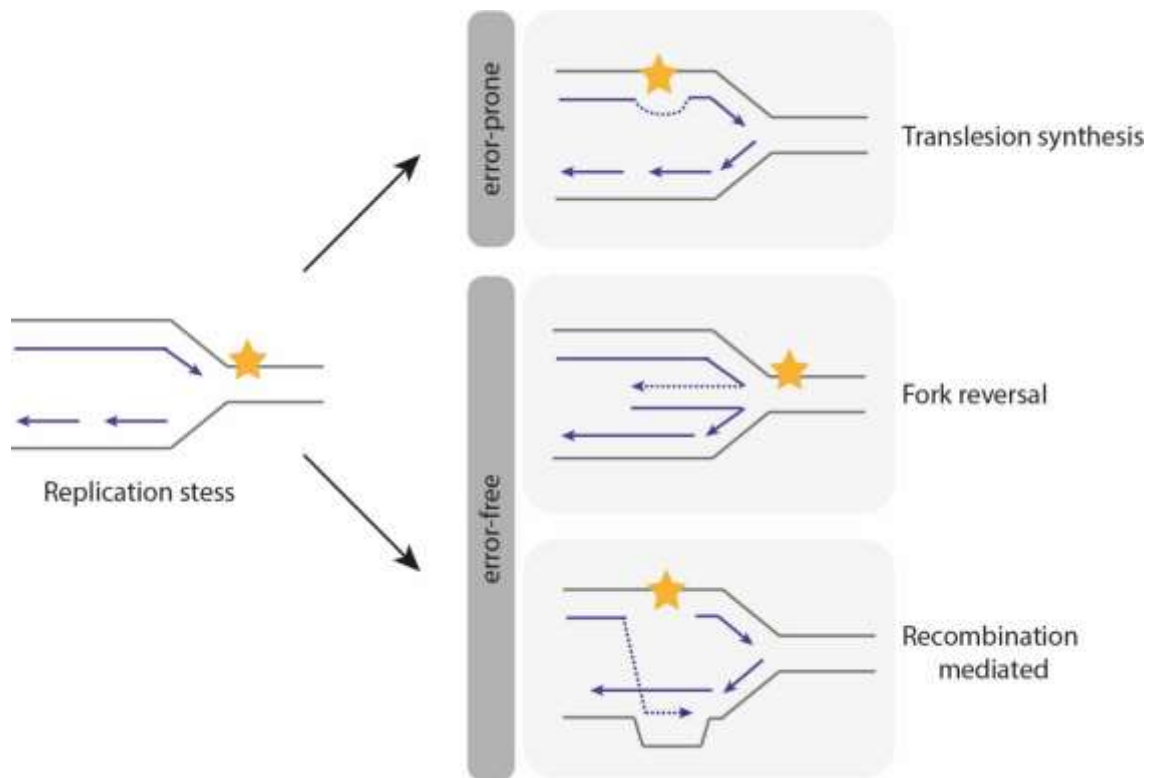 error-prone
Translesion synthesis
Replication stess
error-free
Fork reversal
Recombination
mediated